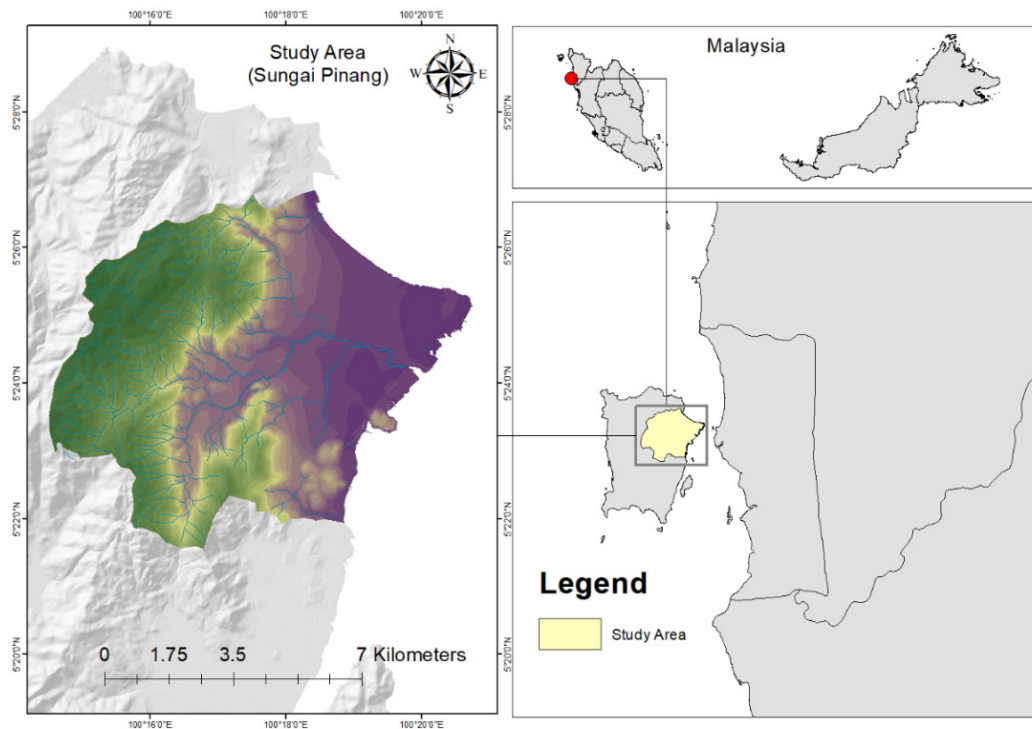 100°16'0"E 100°18'0"E 100°20'0"E
Study Area
(Sungai Pinang)
N
W E
S
5°28'0"N 5°28'0"N
5°26'0"N 5°26'0"N
5°24'0"N 5°24'0"N
5°22'0"N 5°22'0"N
5°20'0"N 5°20'0"N
0 1.75 3.5 7 Kilometers
100°16'0"E 100°18'0"E 100°20'0"E
Malaysia
Legend
Study Area